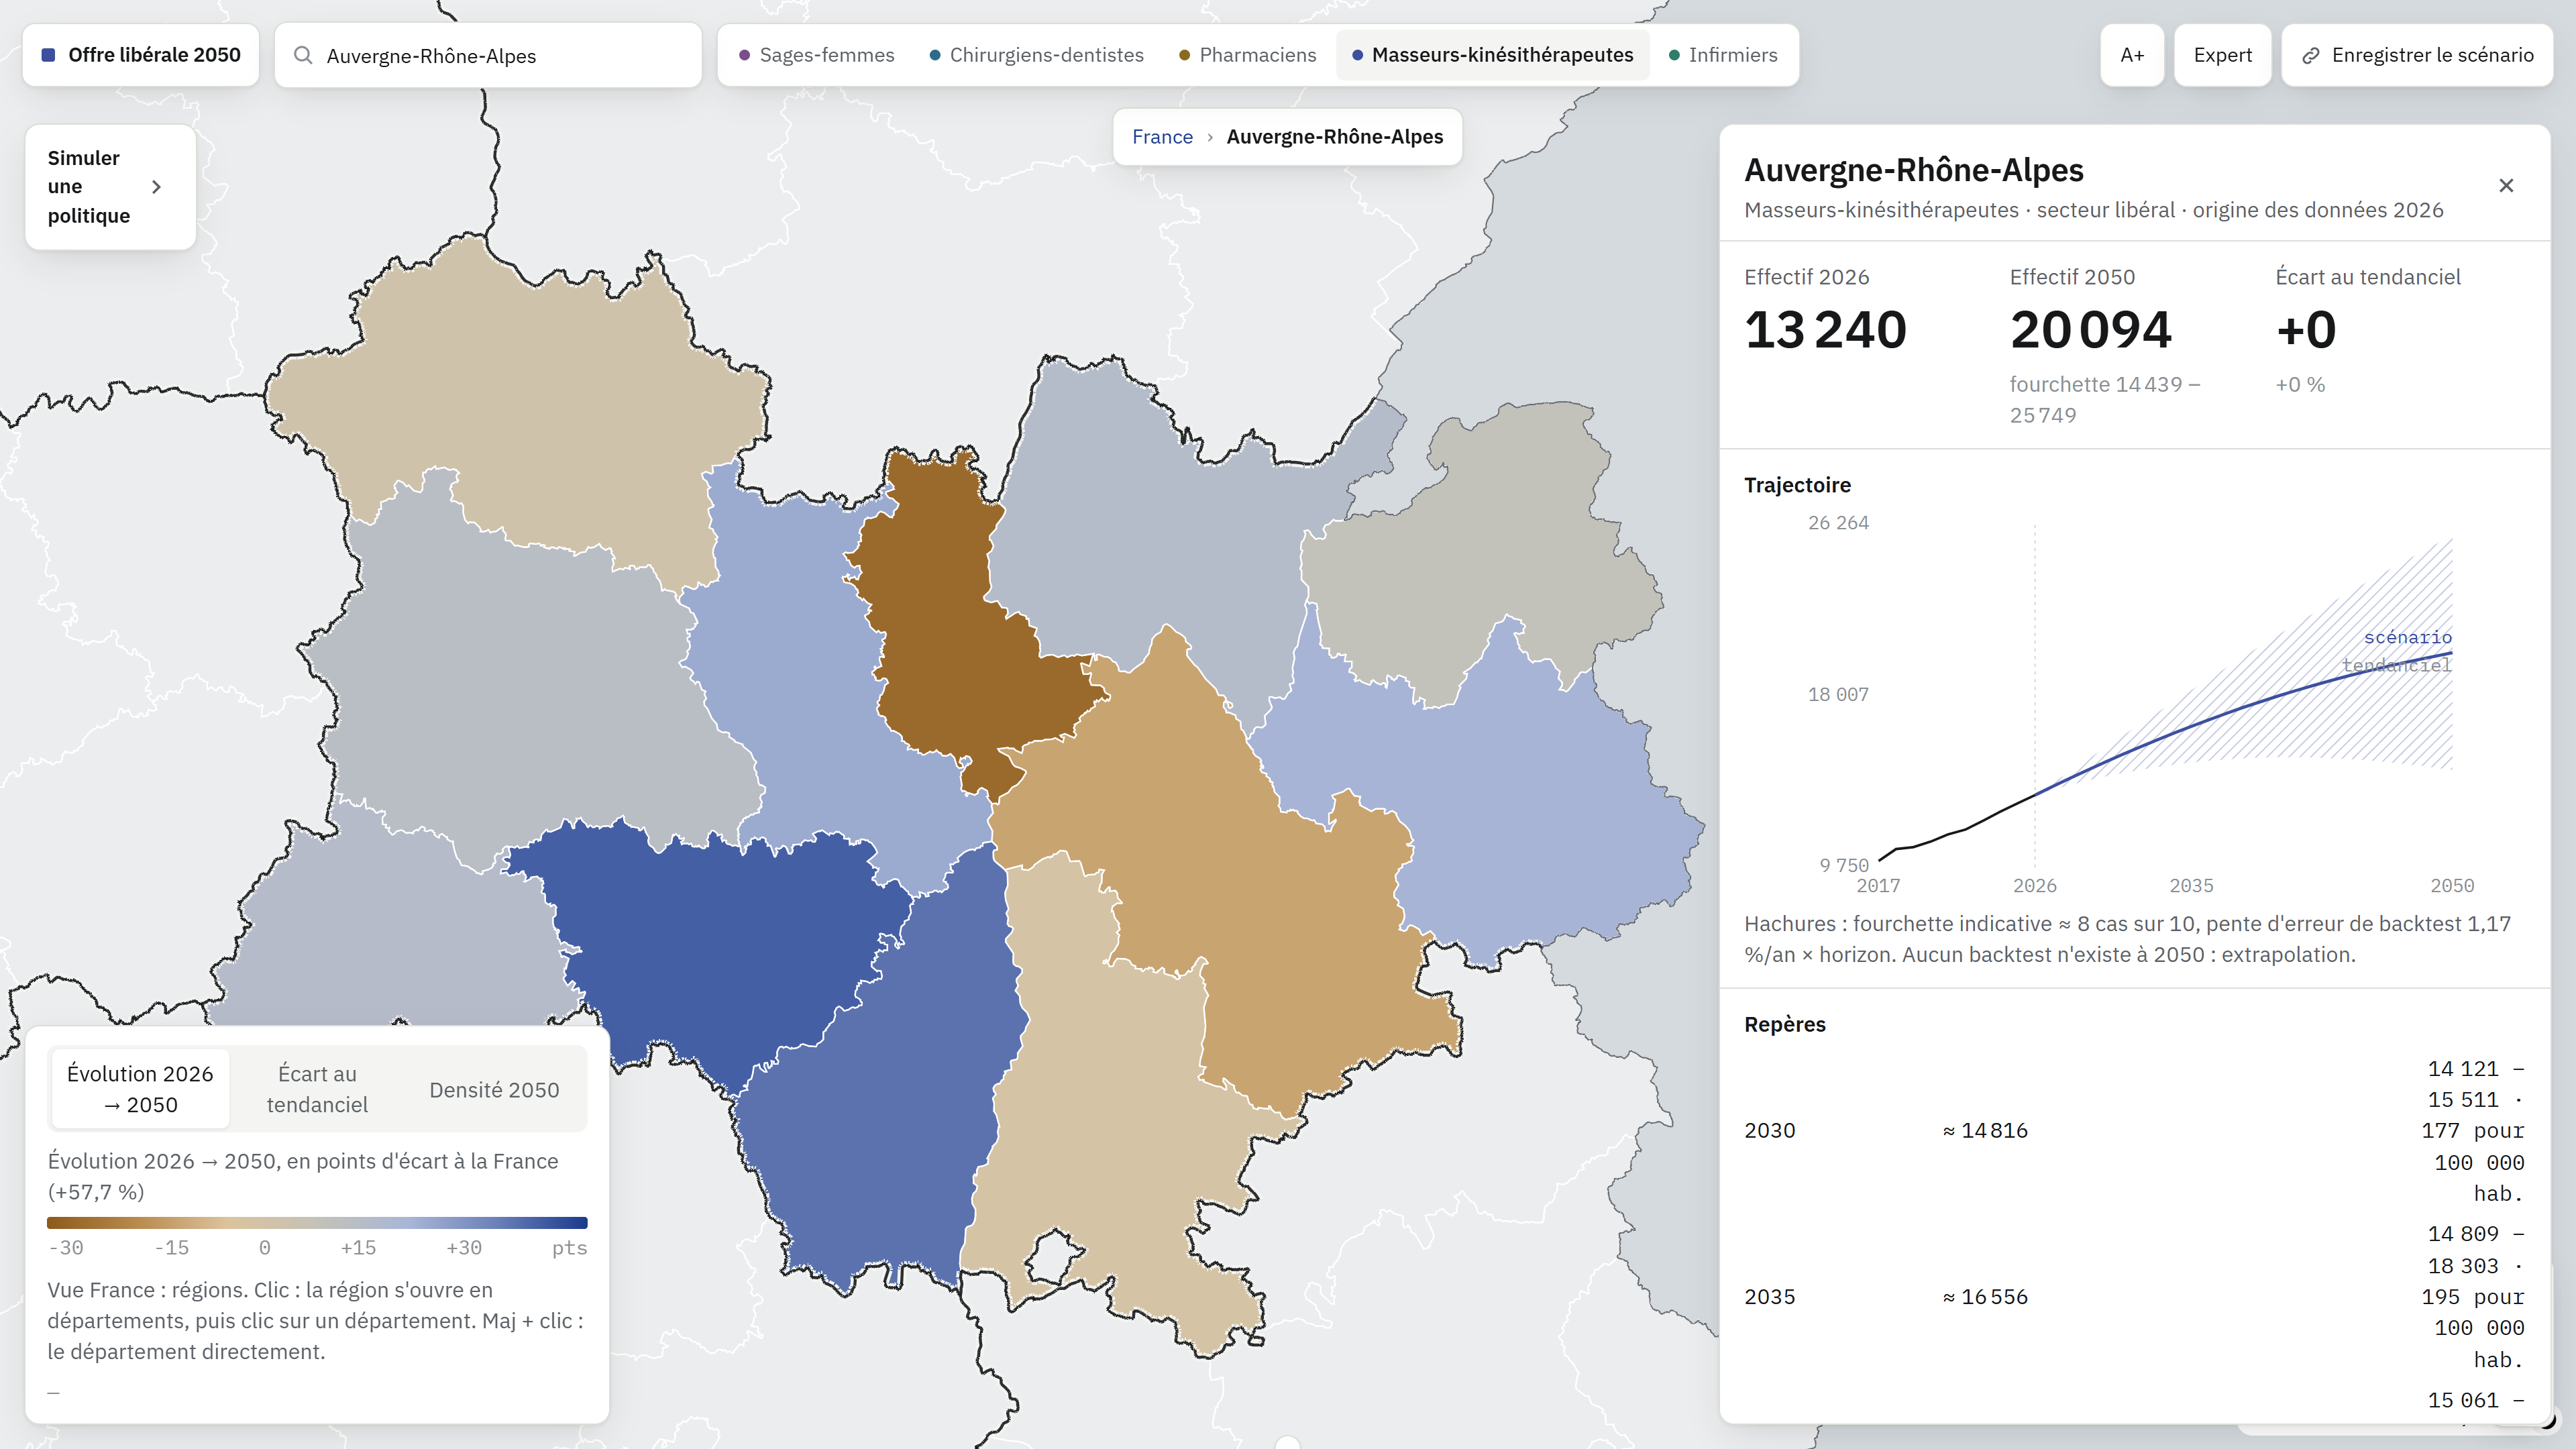 Offre libérale 2050
Auvergne-Rhône-Alpes
Sages-femmes
Chirurgiens-dentistes
Pharmaciens
Masseurs-kinésithérapeutes
Infirmiers
A+
Expert
Enregistrer le scénario
Simuler
une
politique
France › Auvergne-Rhône-Alpes
Auvergne-Rhône-Alpes
Masseurs-kinésithérapeutes · secteur libéral · origine des données 2026
Effectif 2026
13 240
Effectif 2050
20 094
fourchette 14 439 –
25 749
Écart au tendanciel
+0
+0 %
Trajectoire
26 264
18 007
9 750
scénario
tendanciel
2017
2026
2035
2050
Hachures : fourchette indicative ≈ 8 cas sur 10, pente d'erreur de backtest 1,17
%/an × horizon. Aucun backtest n'existe à 2050 : extrapolation.
Repères
2030
≈ 14 816
14 121 –
15 511 ·
177 pour
100 000
hab.
2035
≈ 16 556
14 809 –
18 303 ·
195 pour
100 000
hab.
15 061 –
Évolution 2026
→ 2050
Écart au
tendanciel
Densité 2050
Évolution 2026 → 2050, en points d'écart à la France
(+57,7 %)
-30
-15
0
+15
+30
pts
Vue France : régions. Clic : la région s'ouvre en
départements, puis clic sur un département. Maj + clic :
le département directement.
–